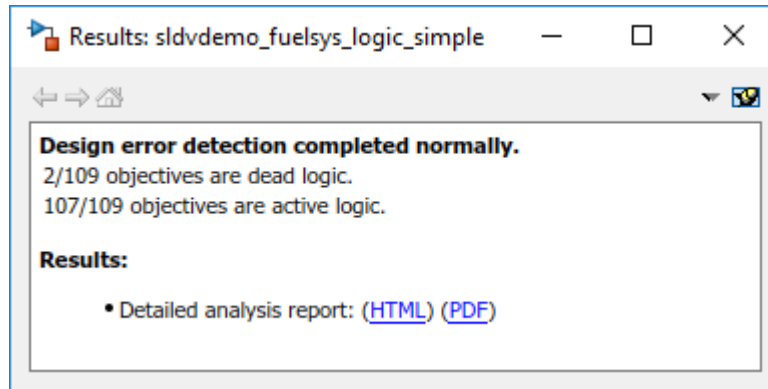 Results: sldvdemo_fuelsys_logic_simple
Design error detection completed normally.
2/109 objectives are dead logic.
107/109 objectives are active logic.
Results:
• Detailed analysis report: (HTML) (PDF)